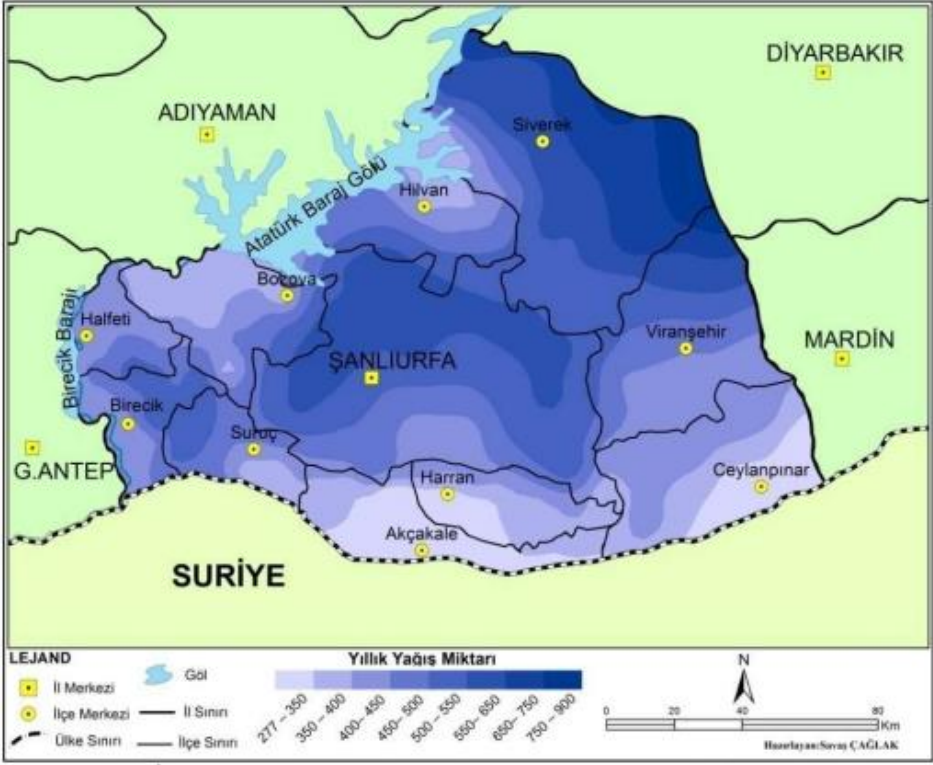 DİYARBAKIR
ADIYAMAN
Siverek
Atatürk Baraj Gölü
Hilvan
Bozova
Birecik Barajı
Halfeti
Viranşehir
MARDİN
ŞANLIURFA
Birecik
Suruç
G.ANTEP
Harran
Ceylanpınar
Akçakale
SURİYE
LEJAND
İl Merkezi
İlçe Merkezi
Ülke Sınırı
Göl
İl Sınırı
İlçe Sınırı
Yıllık Yağış Miktarı
277 – 350
350 – 400
400– 450
450– 500
500 – 550
550– 650
650– 750
750 – 900
N
0 20 40 80
Km
Hazırlayan:Savaş ÇAĞLAK